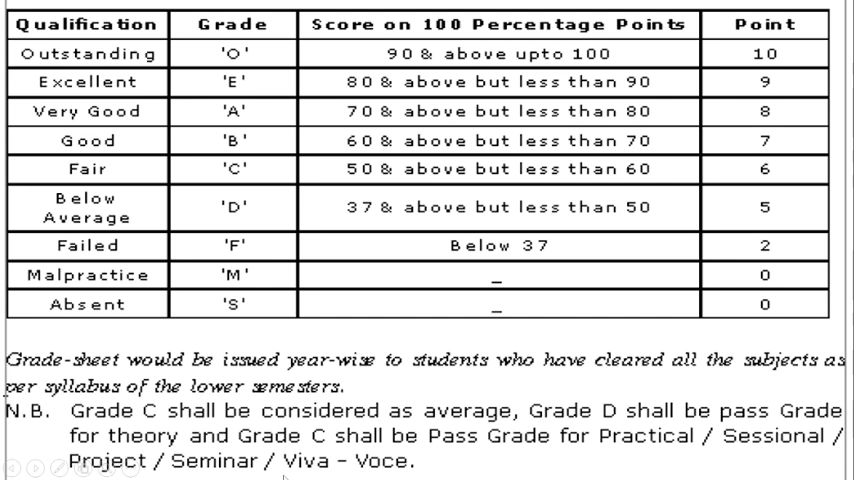 Qualification Grade Score on 100 Percentage Points Point
Outstanding 'O' 90 & above upto 100 10
Excellent 'E' 80 & above but less than 90 9
Very Good 'A' 70 & above but less than 80 8
Good 'B' 60 & above but less than 70 7
Fair 'C' 50 & above but less than 60 6
Below
Average 'D' 37 & above but less than 50 5
Failed 'F' Below 37 2
Malpractice 'M' _ 0
Absent 'S' _ 0
Grade-sheet would be issued year-wise to students who have cleared all the subjects as
per syllabus of the lower semesters.
N.B. Grade C shall be considered as average, Grade D shall be pass Grade
for theory and Grade C shall be Pass Grade for Practical / Sessional /
Project / Seminar / Viva – Voce.